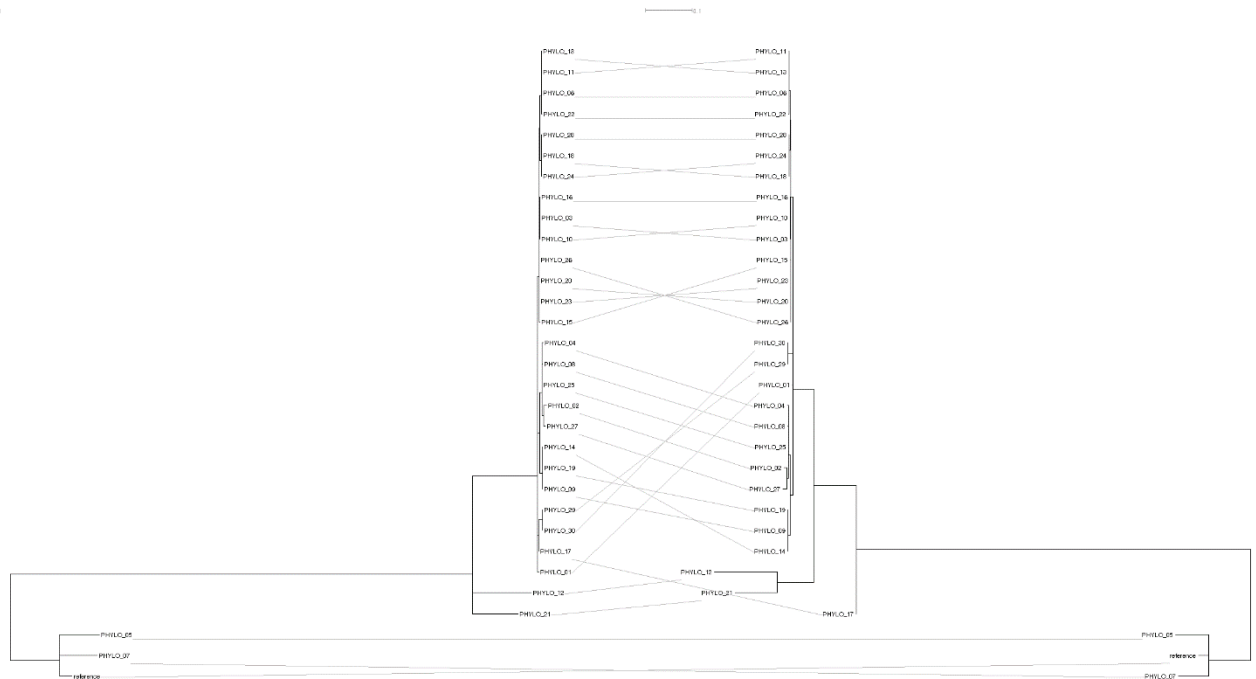 PHYLO_13 PHYLO_11
PHYLO_11 PHYLO_13
PHYLO_06 PHYLO_06
PHYLO_22 PHYLO_22
PHYLO_28 PHYLO_28
PHYLO_18 PHYLO_24
PHYLO_24 PHYLO_18
PHYLO_16 PHYLO_16
PHYLO_03 PHYLO_10
PHYLO_10 PHYLO_03
PHYLO_26 PHYLO_15
PHYLO_20 PHYLO_23
PHYLO_23 PHYLO_20
PHYLO_15 PHYLO_26
PHYLO_04 PHYLO_30
PHYLO_08 PHYLO_29
PHYLO_25 PHYLO_01
PHYLO_02 PHYLO_04
PHYLO_27 PHYLO_08
PHYLO_14 PHYLO_25
PHYLO_19 PHYLO_02
PHYLO_09 PHYLO_27
PHYLO_29 PHYLO_19
PHYLO_30 PHYLO_09
PHYLO_17 PHYLO_14
PHYLO_01 PHYLO_12
PHYLO_12 PHYLO_21
PHYLO_21 PHYLO_17
PHYLO_05 PHYLO_05
PHYLO_07 reference
reference PHYLO_07